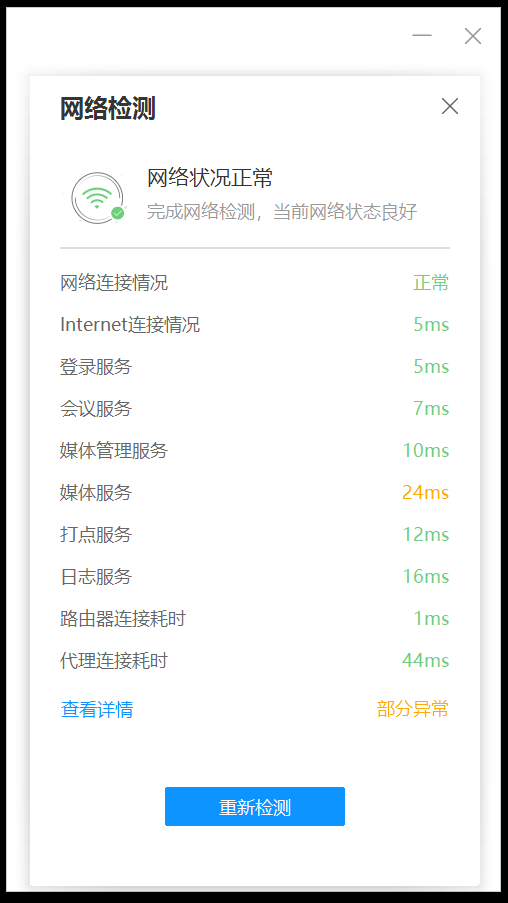 网络检测
网络状况正常
完成网络检测，当前网络状态良好
网络连接情况 正常
Internet连接情况 5ms
登录服务 5ms
会议服务 7ms
媒体管理服务 10ms
媒体服务 24ms
打点服务 12ms
日志服务 16ms
路由器连接耗时 1ms
代理连接耗时 44ms
查看详情 部分异常
重新检测